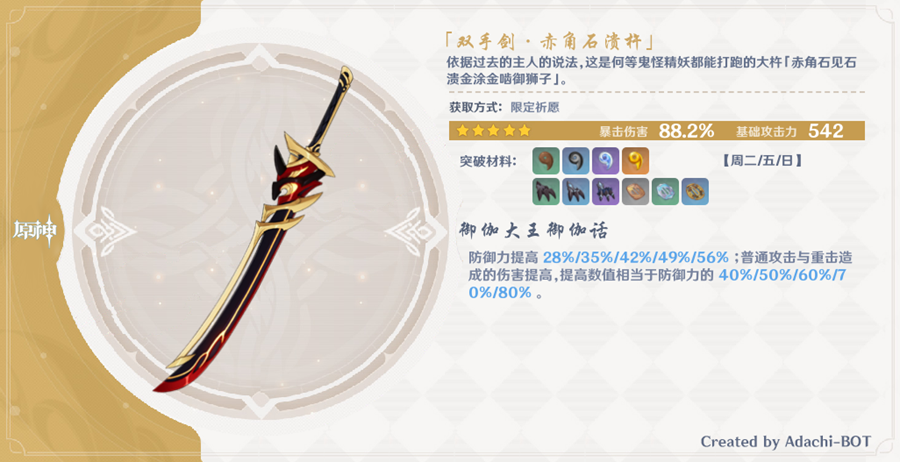 「双手剑·赤角石溃杵」
依据过去的主人的说法,这是何等鬼怪精妖都能打跑的大杵「赤角石见石
溃金涂金啮御狮子」。
获取方式： 限定祈愿
暴击伤害 88.2% 基础攻击力 542
突破材料： 【周二/五/日】
原神
御伽大王御伽话
防御力提高 28%/35%/42%/49%/56% ;普通攻击与重击造
成的伤害提高,提高数值相当于防御力的 40%/50%/60%/7
0%/80% 。
Created by Adachi-BOT